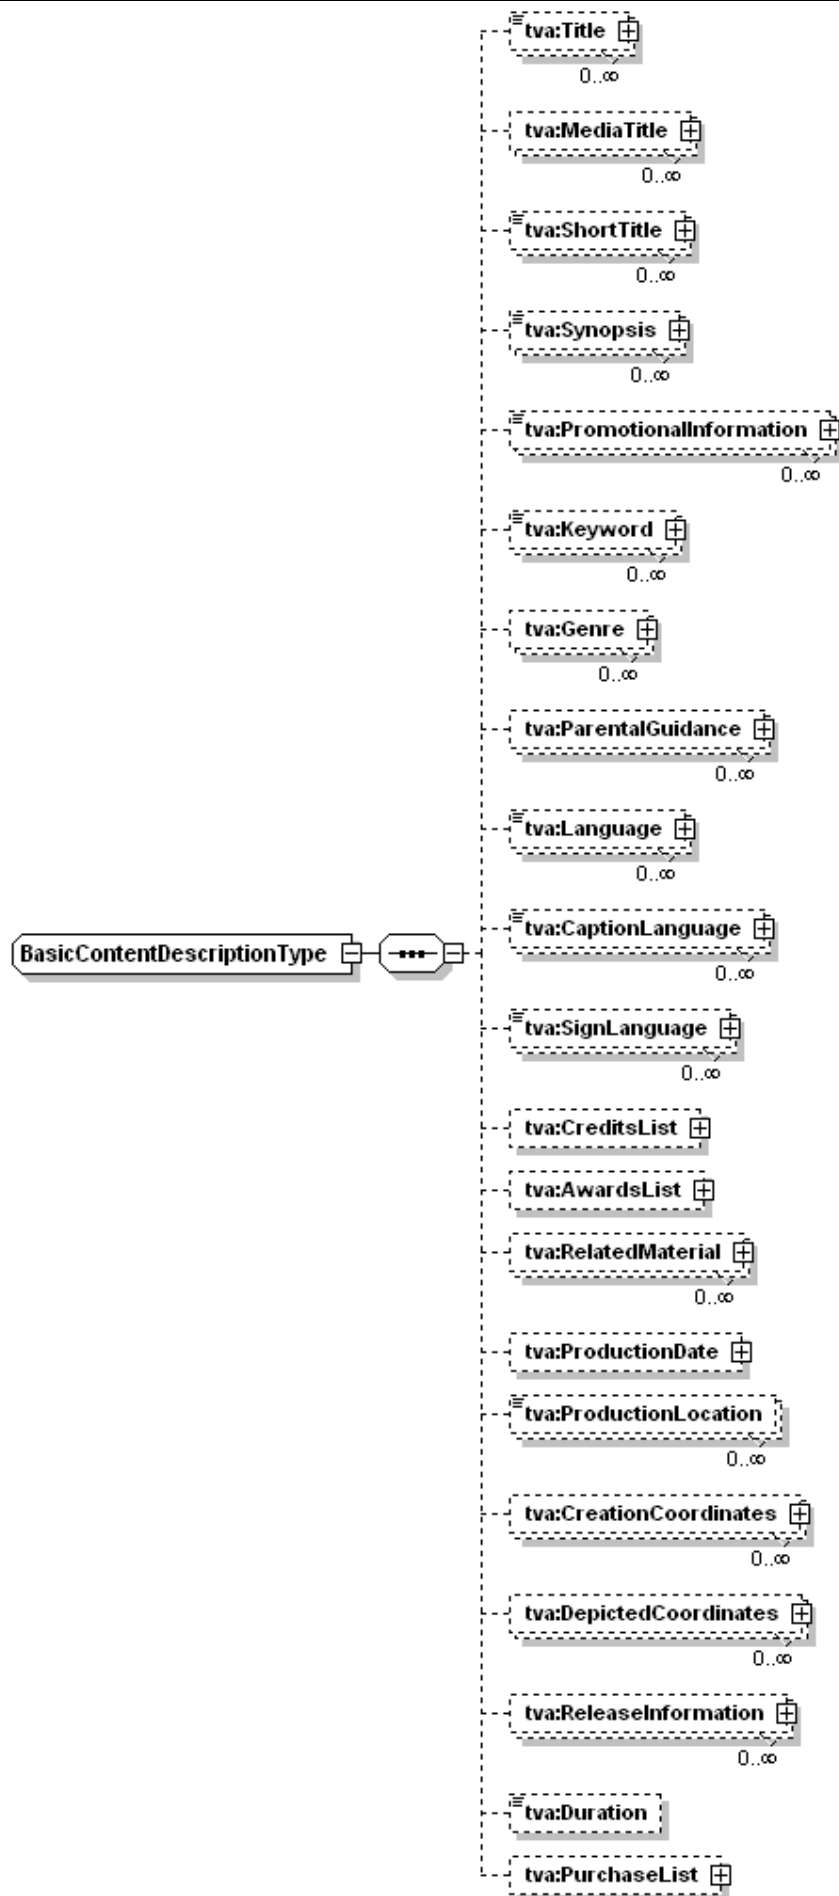 tva:Title
0..∞
tva:MediaTitle
0..∞
tva:ShortTitle
0..∞
tva:Synopsis
0..∞
tva:PromotionalInformation
0..∞
tva:Keyword
0..∞
tva:Genre
0..∞
tva:ParentalGuidance
0..∞
tva:Language
0..∞
tva:CaptionLanguage
0..∞
BasicContentDescriptionType
tva:SignLanguage
0..∞
tva:CreditsList
tva:AwardsList
tva:RelatedMaterial
0..∞
tva:ProductionDate
tva:ProductionLocation
0..∞
tva:CreationCoordinates
0..∞
tva:DepictedCoordinates
0..∞
tva:ReleaseInformation
0..∞
tva:Duration
tva:PurchaseList